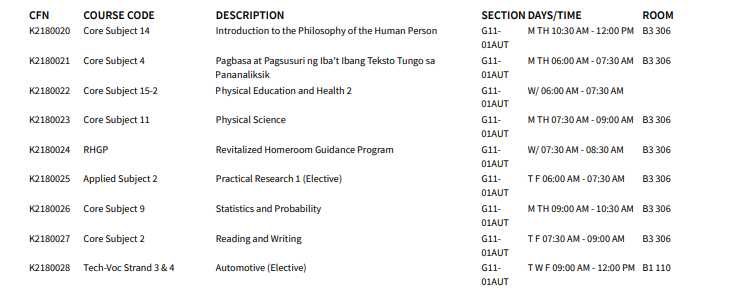 CFN COURSE CODE DESCRIPTION SECTION DAYS/TIME ROOM
K2180020 Core Subject 14 Introduction to the Philosophy of the Human Person G11- M TH 10:30 AM - 12:00 PM B3 306
01AUT
K2180021 Core Subject 4 Pagbasa at Pagsusuri ng Iba't Ibang Teksto Tungo sa G11- M TH 06:00 AM - 07:30 AM B3 306
Pananaliksik 01AUT
K2180022 Core Subject 15-2 Physical Education and Health 2 G11- W/ 06:00 AM - 07:30 AM
01AUT
K2180023 Core Subject 11 Physical Science G11- M TH 07:30 AM - 09:00 AM B3 306
01AUT
K2180024 RHGP Revitalized Homeroom Guidance Program G11- W/ 07:30 AM - 08:30 AM B3 306
01AUT
K2180025 Applied Subject 2 Practical Research 1 (Elective) G11- T F 06:00 AM - 07:30 AM B3 306
01AUT
K2180026 Core Subject 9 Statistics and Probability G11- M TH 09:00 AM - 10:30 AM B3 306
01AUT
K2180027 Core Subject 2 Reading and Writing G11- T F 07:30 AM - 09:00 AM B3 306
01AUT
K2180028 Tech-Voc Strand 3 & 4 Automotive (Elective) G11- T W F 09:00 AM - 12:00 PM B1 110
01AUT